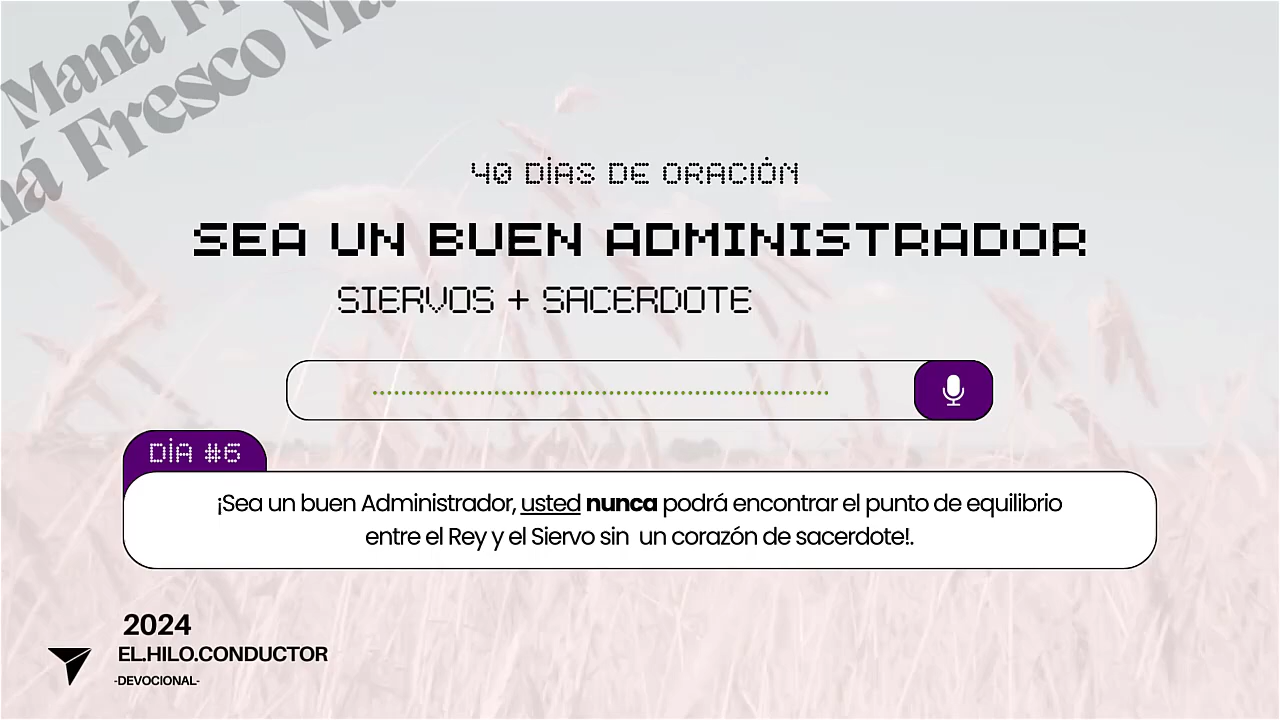 Maná Fr
ná Fresco Ma
40 DÍAS DE ORACIÓN
SEA UN BUEN ADMINISTRADOR
SIERVOS + SACERDOTE
DÍA #6
¡Sea un buen Administrador, usted nunca podrá encontrar el punto de equilibrio
entre el Rey y el Siervo sin un corazón de sacerdote!.
2024
EL.HILO.CONDUCTOR
-DEVOCIONAL-